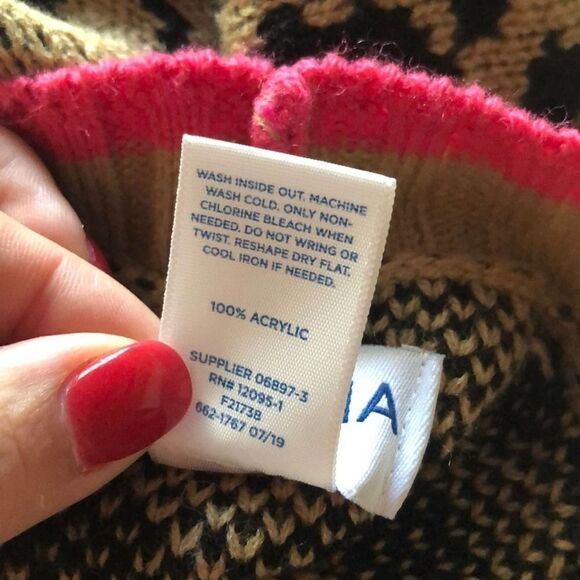 WASH INSIDE OUT. MACHINE
WASH COLD. ONLY NON-
CHLORINE BLEACH WHEN
NEEDED. DO NOT WRING OR
TWIST. RESHAPE DRY FLAT.
COOL IRON IF NEEDED.
100% ACRYLIC
SUPPLIER 06897-3
RN# 12095-1
F21738
662-1767 07/19
IA